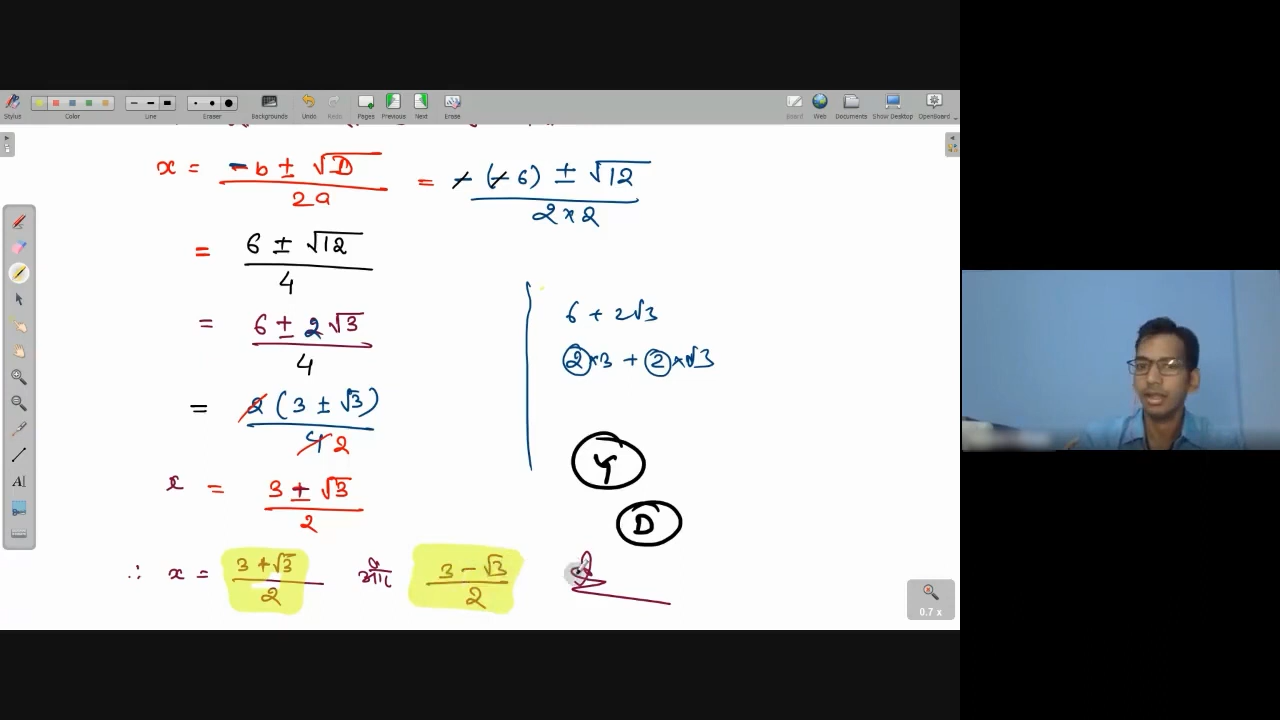 Stylus Color Line Eraser Backgrounds Undo Redo Pages Previous Next Erase Board Web Documents Show Desktop OpenBoard
x = -b ± √D / 2a = -(-6) ± √12 / 2×2
= 6 ± √12 / 4
= 6 ± 2√3 / 4
6 + 2√3
②×3 + ②×√3
= 2(3 ± √3) / 4 2
x = 3 ± √3 / 2
D
∴ x = 3+√3 / 2 3-√3 / 2
0.7 x